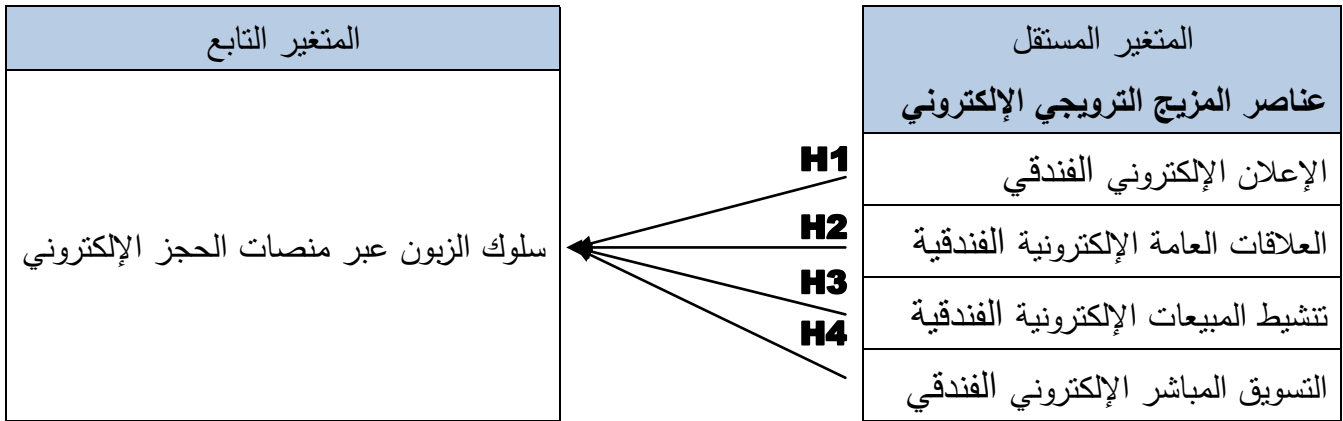 المتغير المستقل
عناصر المزيج الترويجي الإلكتروني
الإعلان الإلكتروني الفندقي
العلاقات العامة الإلكترونية الفندقية
تنشيط المبيعات الإلكترونية الفندقية
التسويق المباشر الإلكتروني الفندقي
H1
H2
H3
H4
المتغير التابع
سلوك الزبون عبر منصات الحجز الإلكتروني